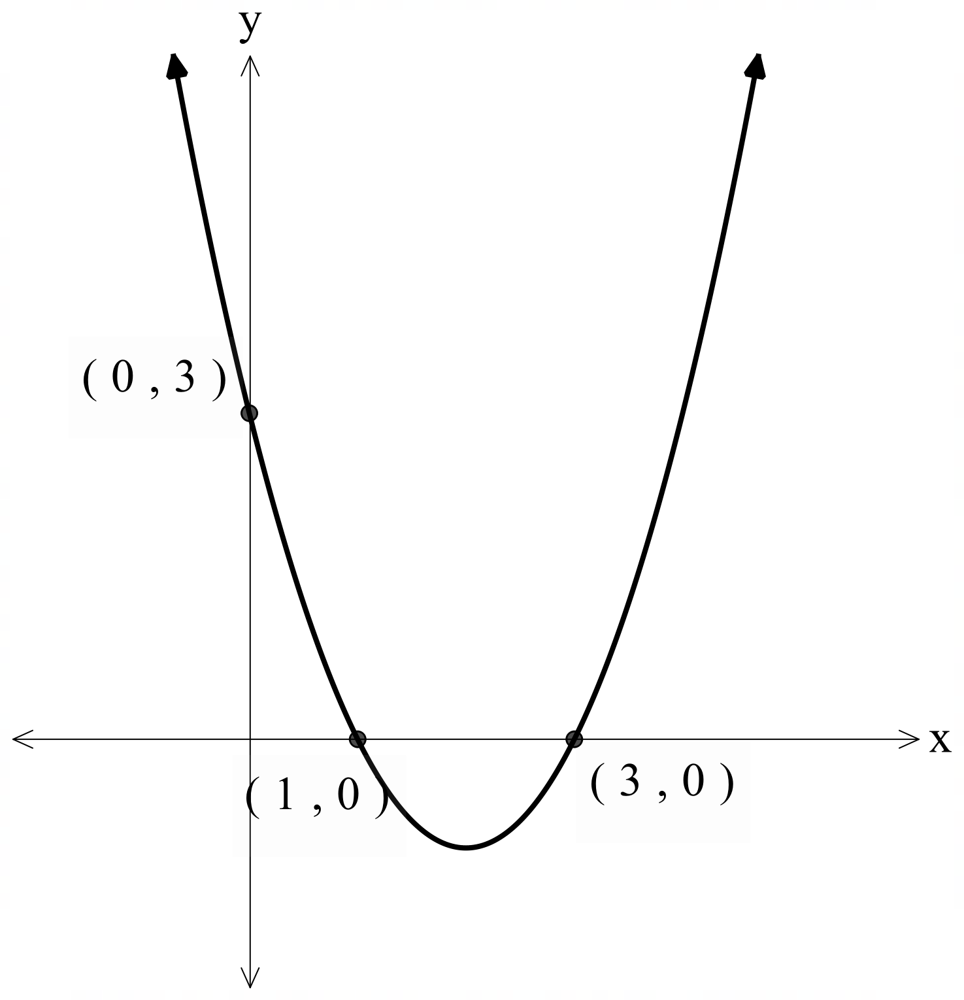 y
( 0 , 3 )
x
( 1 , 0 )
( 3 , 0 )